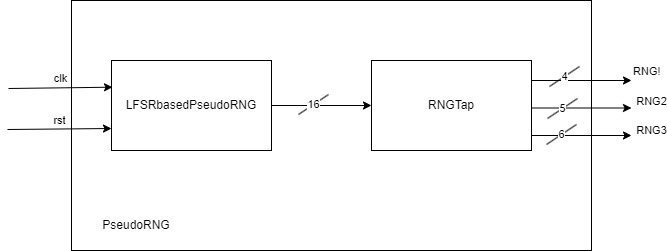 clk
LFSRbasedPseudoRNG
rst
16
RNGTap
4
RNG!
5
RNG2
6
RNG3
PseudoRNG